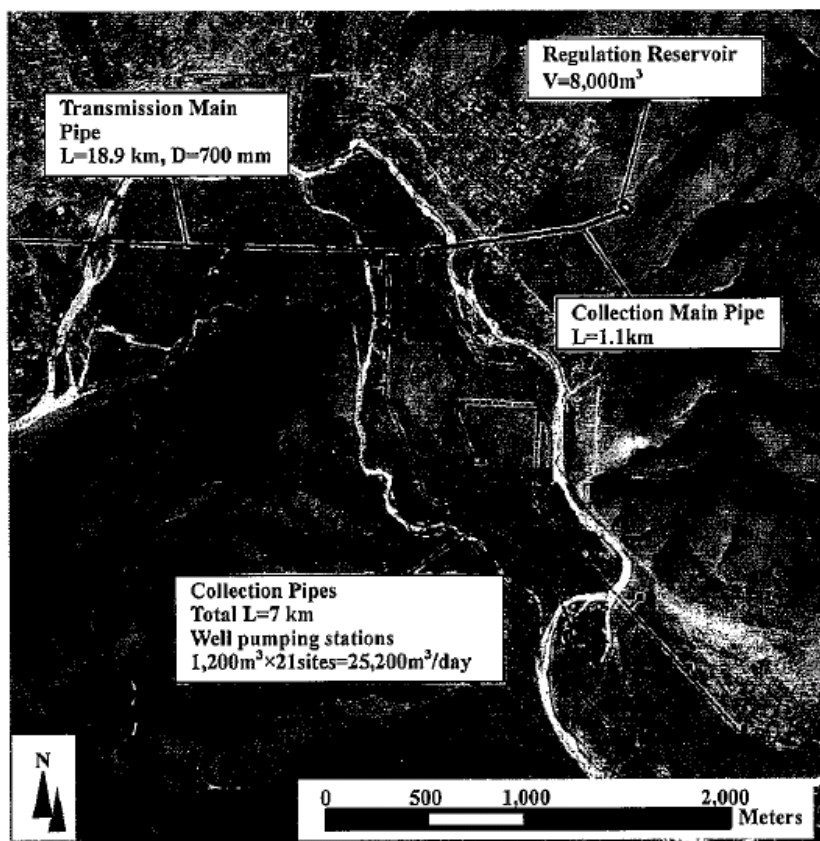 Regulation Reservoir
V=8,000m³
Transmission Main
Pipe
L=18.9 km, D=700 mm
Collection Main Pipe
L=1.1km
Collection Pipes
Total L=7 km
Well pumping stations
1,200m³×21sites=25,200m³/day
N
0 500 1,000 2,000
Meters